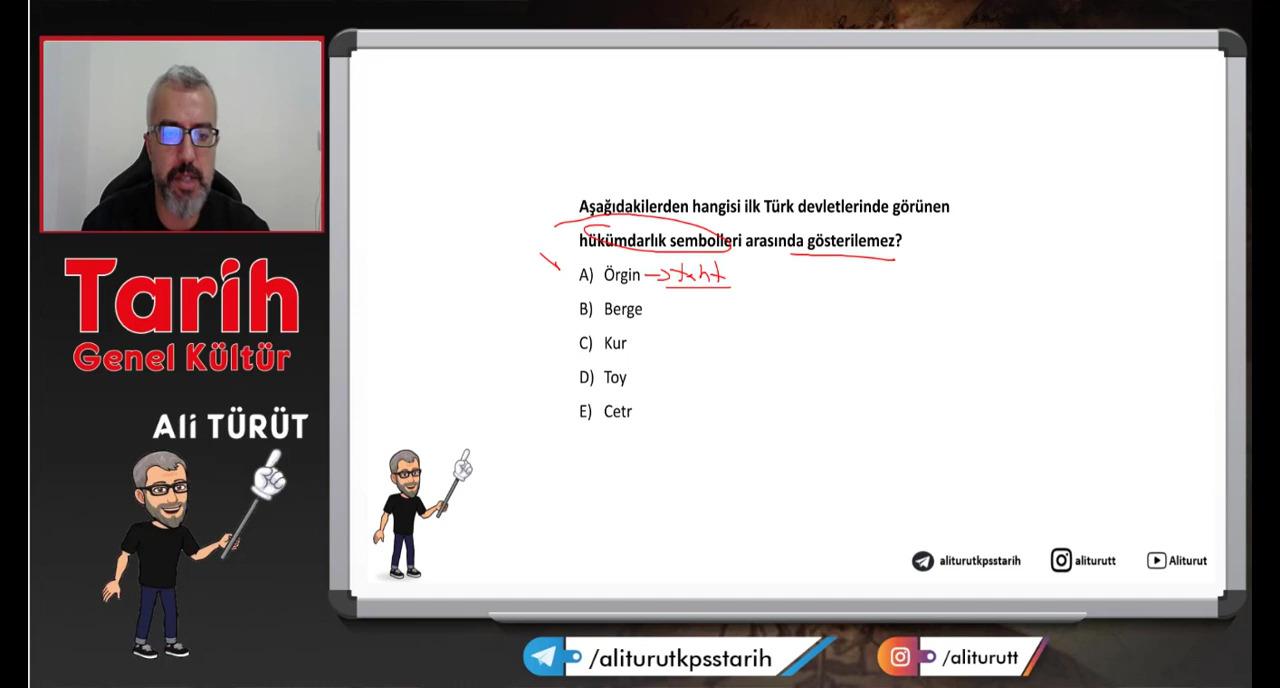 Tarih
Genel Kültür
Ali TÜRÜT
Aşağıdakilerden hangisi ilk Türk devletlerinde görünen
hükümdarlık sembolleri arasında gösterilemez?
A) Örgin → taht
B) Berge
C) Kur
D) Toy
E) Cetr
aliturutkpsstarih
aliturutt
Aliturut
/aliturutkpsstarih
/aliturutt